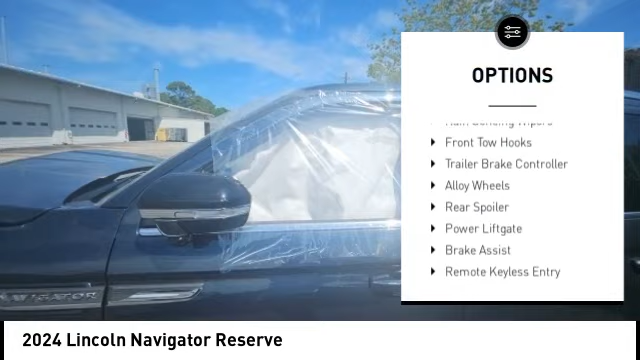 OPTIONS
Front Tow Hooks
Trailer Brake Controller
Alloy Wheels
Rear Spoiler
Power Liftgate
Brake Assist
Remote Keyless Entry
NAVIGATOR
2024 Lincoln Navigator Reserve